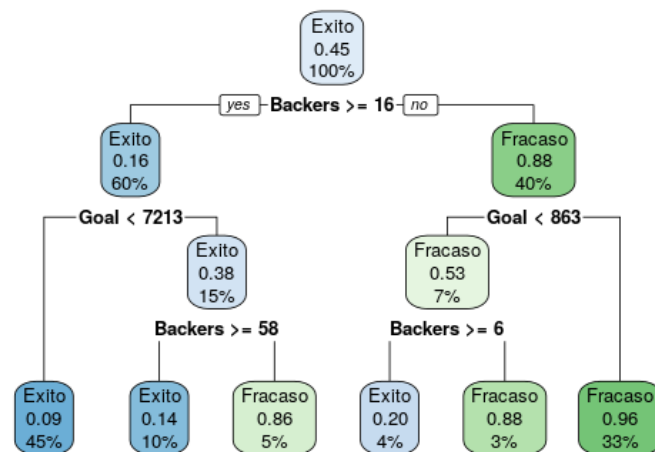 Exito
0.45
100%
yes Backers >= 16 no
Exito
0.16
60%
Fracaso
0.88
40%
Goal < 7213
Goal < 863
Exito
0.38
15%
Fracaso
0.53
7%
Backers >= 58
Backers >= 6
Exito
0.09
45%
Exito
0.14
10%
Fracaso
0.86
5%
Exito
0.20
4%
Fracaso
0.88
3%
Fracaso
0.96
33%